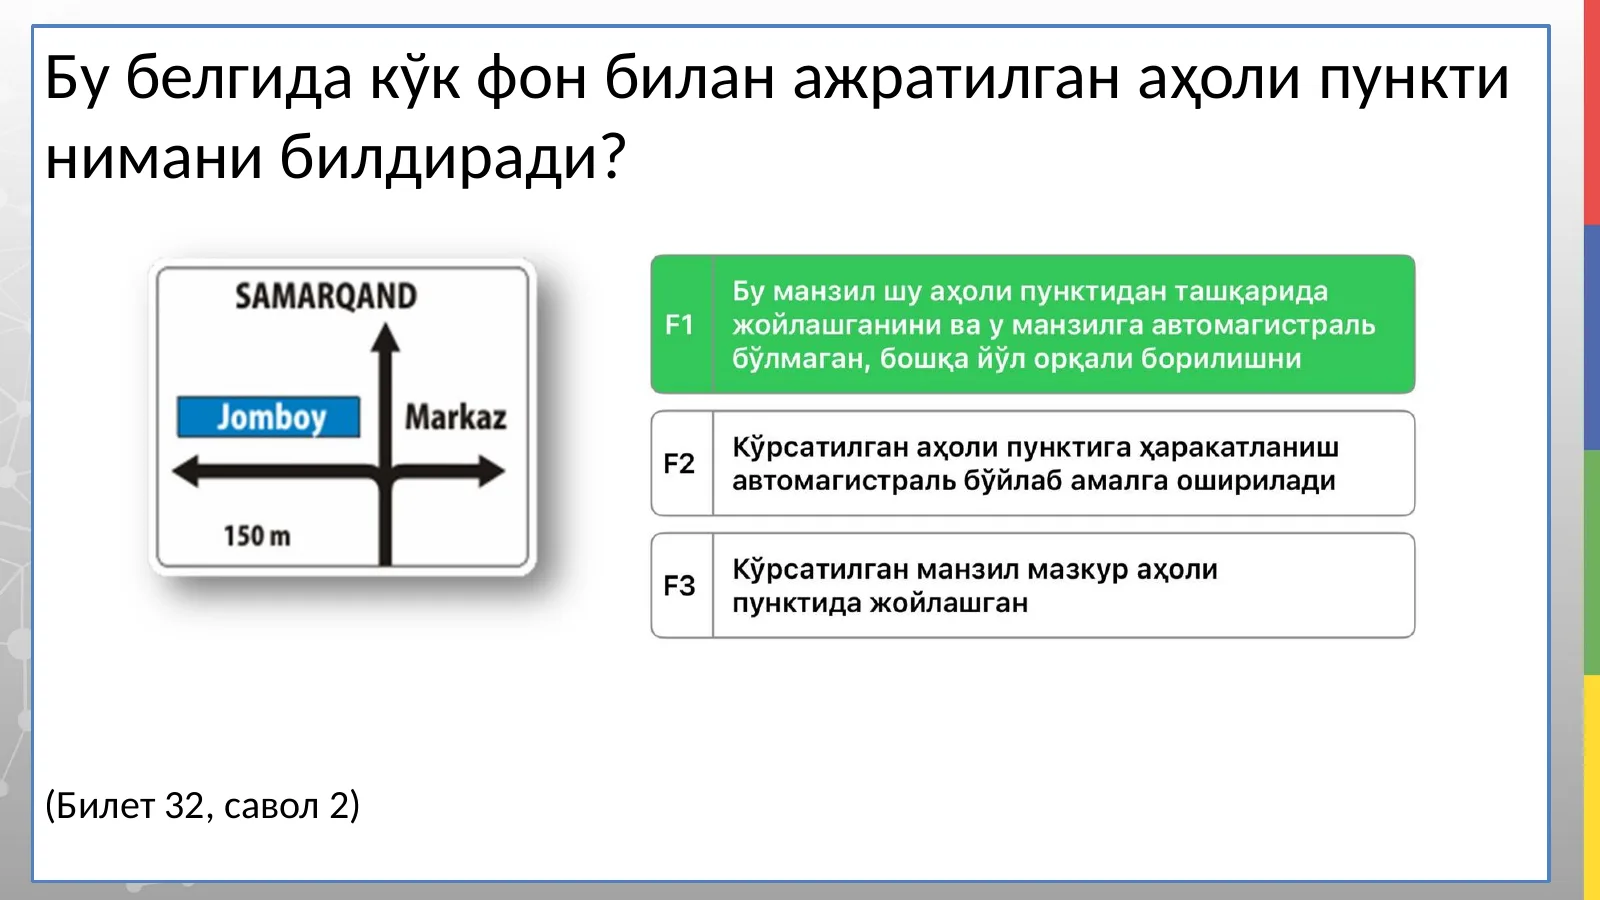 Бу белгида кўк фон билан ажратилган аҳоли пункти
нимани билдиради?
SAMARQAND
Jomboy
Markaz
150 m
F1
Бу манзил шу аҳоли пунктидан ташқарида
жойлашганини ва у манзилга автомагистраль
бўлмаган, бошқа йўл орқали борилишни
F2
Кўрсатилган аҳоли пунктига ҳаракатланиш
автомагистраль бўйлаб амалга оширилади
F3
Кўрсатилган манзил мазкур аҳоли
пунктида жойлашган
(Билет 32, савол 2)